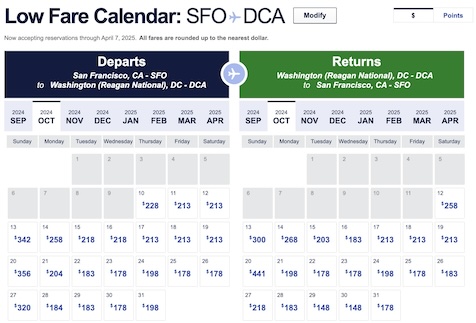 Low Fare Calendar: SFO DCA Modify $ Points
Now accepting reservations through April 7, 2025. All fares are rounded up to the nearest dollar.
Departs
San Francisco, CA - SFO
to Washington (Reagan National), DC - DCA
2024 SEP 2024 OCT 2024 NOV 2024 DEC 2025 JAN 2025 FEB 2025 MAR 2025 APR
Sunday Monday Tuesday Wednesday Thursday Friday Saturday
1 2 3 4 5
6 7 8 9 10 11 12
$228 $213 $213
13 14 15 16 17 18 19
$342 $258 $218 $213 $218 $213 $213
20 21 22 23 24 25 26
$356 $204 $183 $198 $198 $178 $178
27 28 29 30 31
$320 $184 $183 $178 $198
Returns
Washington (Reagan National), DC - DCA
to San Francisco, CA - SFO
2024 SEP 2024 OCT 2024 NOV 2024 DEC 2025 JAN 2025 FEB 2025 MAR 2025 APR
Sunday Monday Tuesday Wednesday Thursday Friday Saturday
1 2 3 4 5
6 7 8 9 10 11 12
$258
13 14 15 16 17 18 19
$300 $268 $203 $183 $213 $213 $213
20 21 22 23 24 25 26
$441 $198 $178 $178 $198 $178 $183
27 28 29 30 31
$218 $183 $148 $148 $178